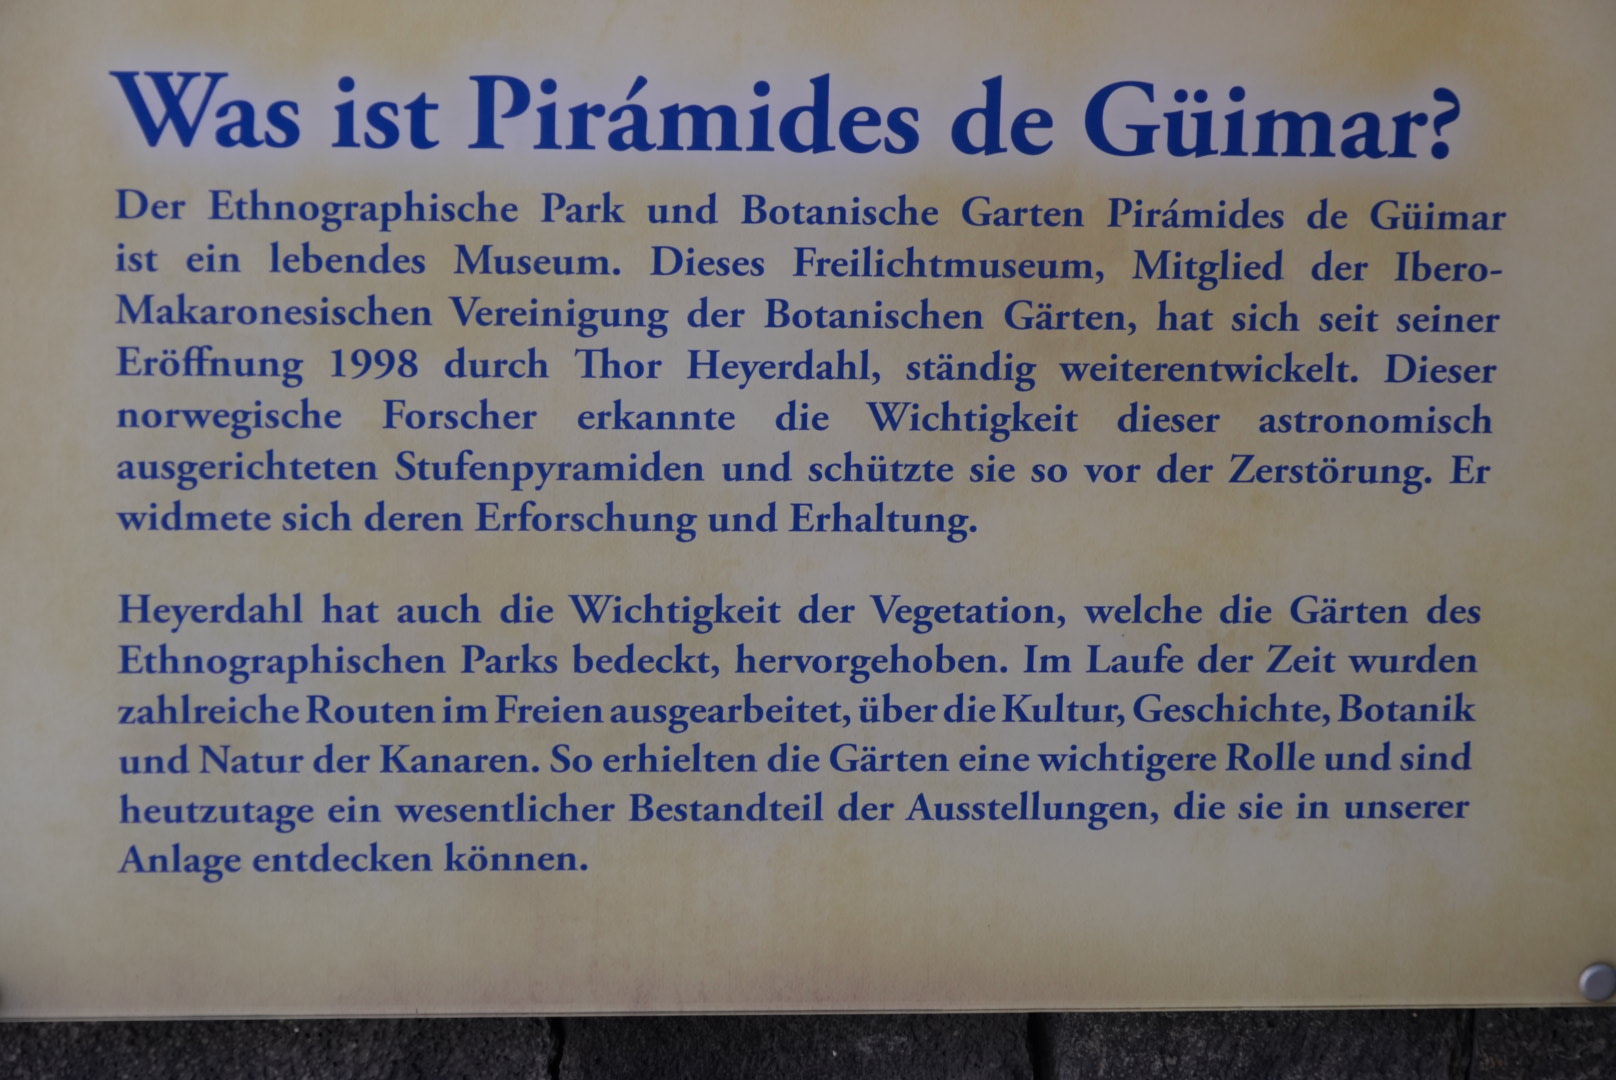 Was ist Pirámides de Güimar?
Der Ethnographische Park und Botanische Garten Pirámides de Güimar
ist ein lebendes Museum. Dieses Freilichtmuseum, Mitglied der Ibero-
Makaronesischen Vereinigung der Botanischen Gärten, hat sich seit seiner
Eröffnung 1998 durch Thor Heyerdahl, ständig weiterentwickelt. Dieser
norwegische Forscher erkannte die Wichtigkeit dieser astronomisch
ausgerichteten Stufenpyramiden und schützte sie so vor der Zerstörung. Er
widmete sich deren Erforschung und Erhaltung.
Heyerdahl hat auch die Wichtigkeit der Vegetation, welche die Gärten des
Ethnographischen Parks bedeckt, hervorgehoben. Im Laufe der Zeit wurden
zahlreiche Routen im Freien ausgearbeitet, über die Kultur, Geschichte, Botanik
und Natur der Kanaren. So erhielten die Gärten eine wichtigere Rolle und sind
heutzutage ein wesentlicher Bestandteil der Ausstellungen, die sie in unserer
Anlage entdecken können.